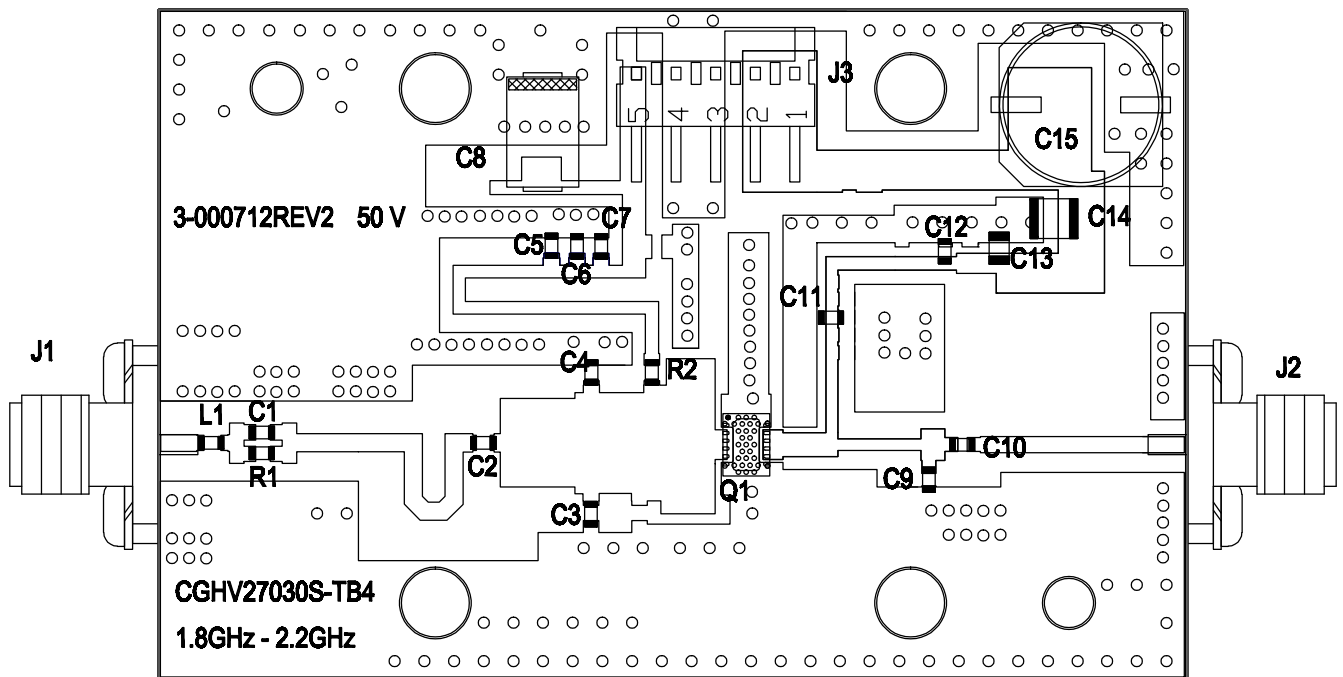 J3
5 4 3 2 1
C15
C8
3-000712REV2 50 V
C7
C14
C12
C5
C13
C6
C11
J1
C4
R2
J2
L1
C1
C2
C10
R1
C9
Q1
C3
CGHV27030S-TB4
1.8GHz - 2.2GHz